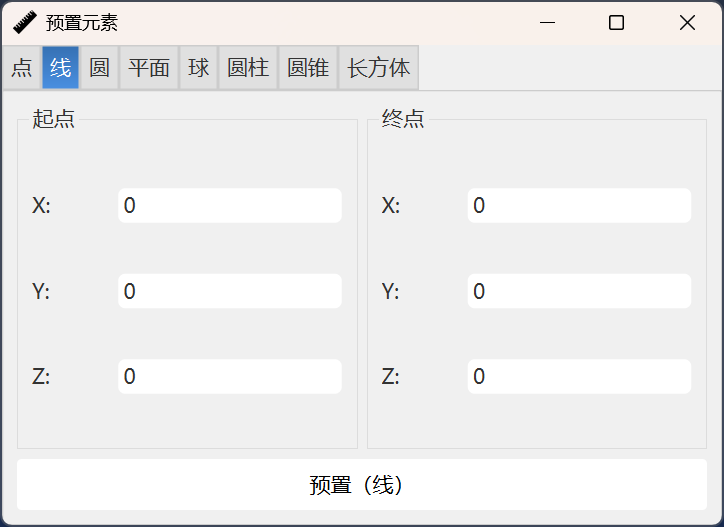 预置元素
点 线 圆 平面 球 圆柱 圆锥 长方体
起点 终点
X: 0 X: 0
Y: 0 Y: 0
Z: 0 Z: 0
预置（线）